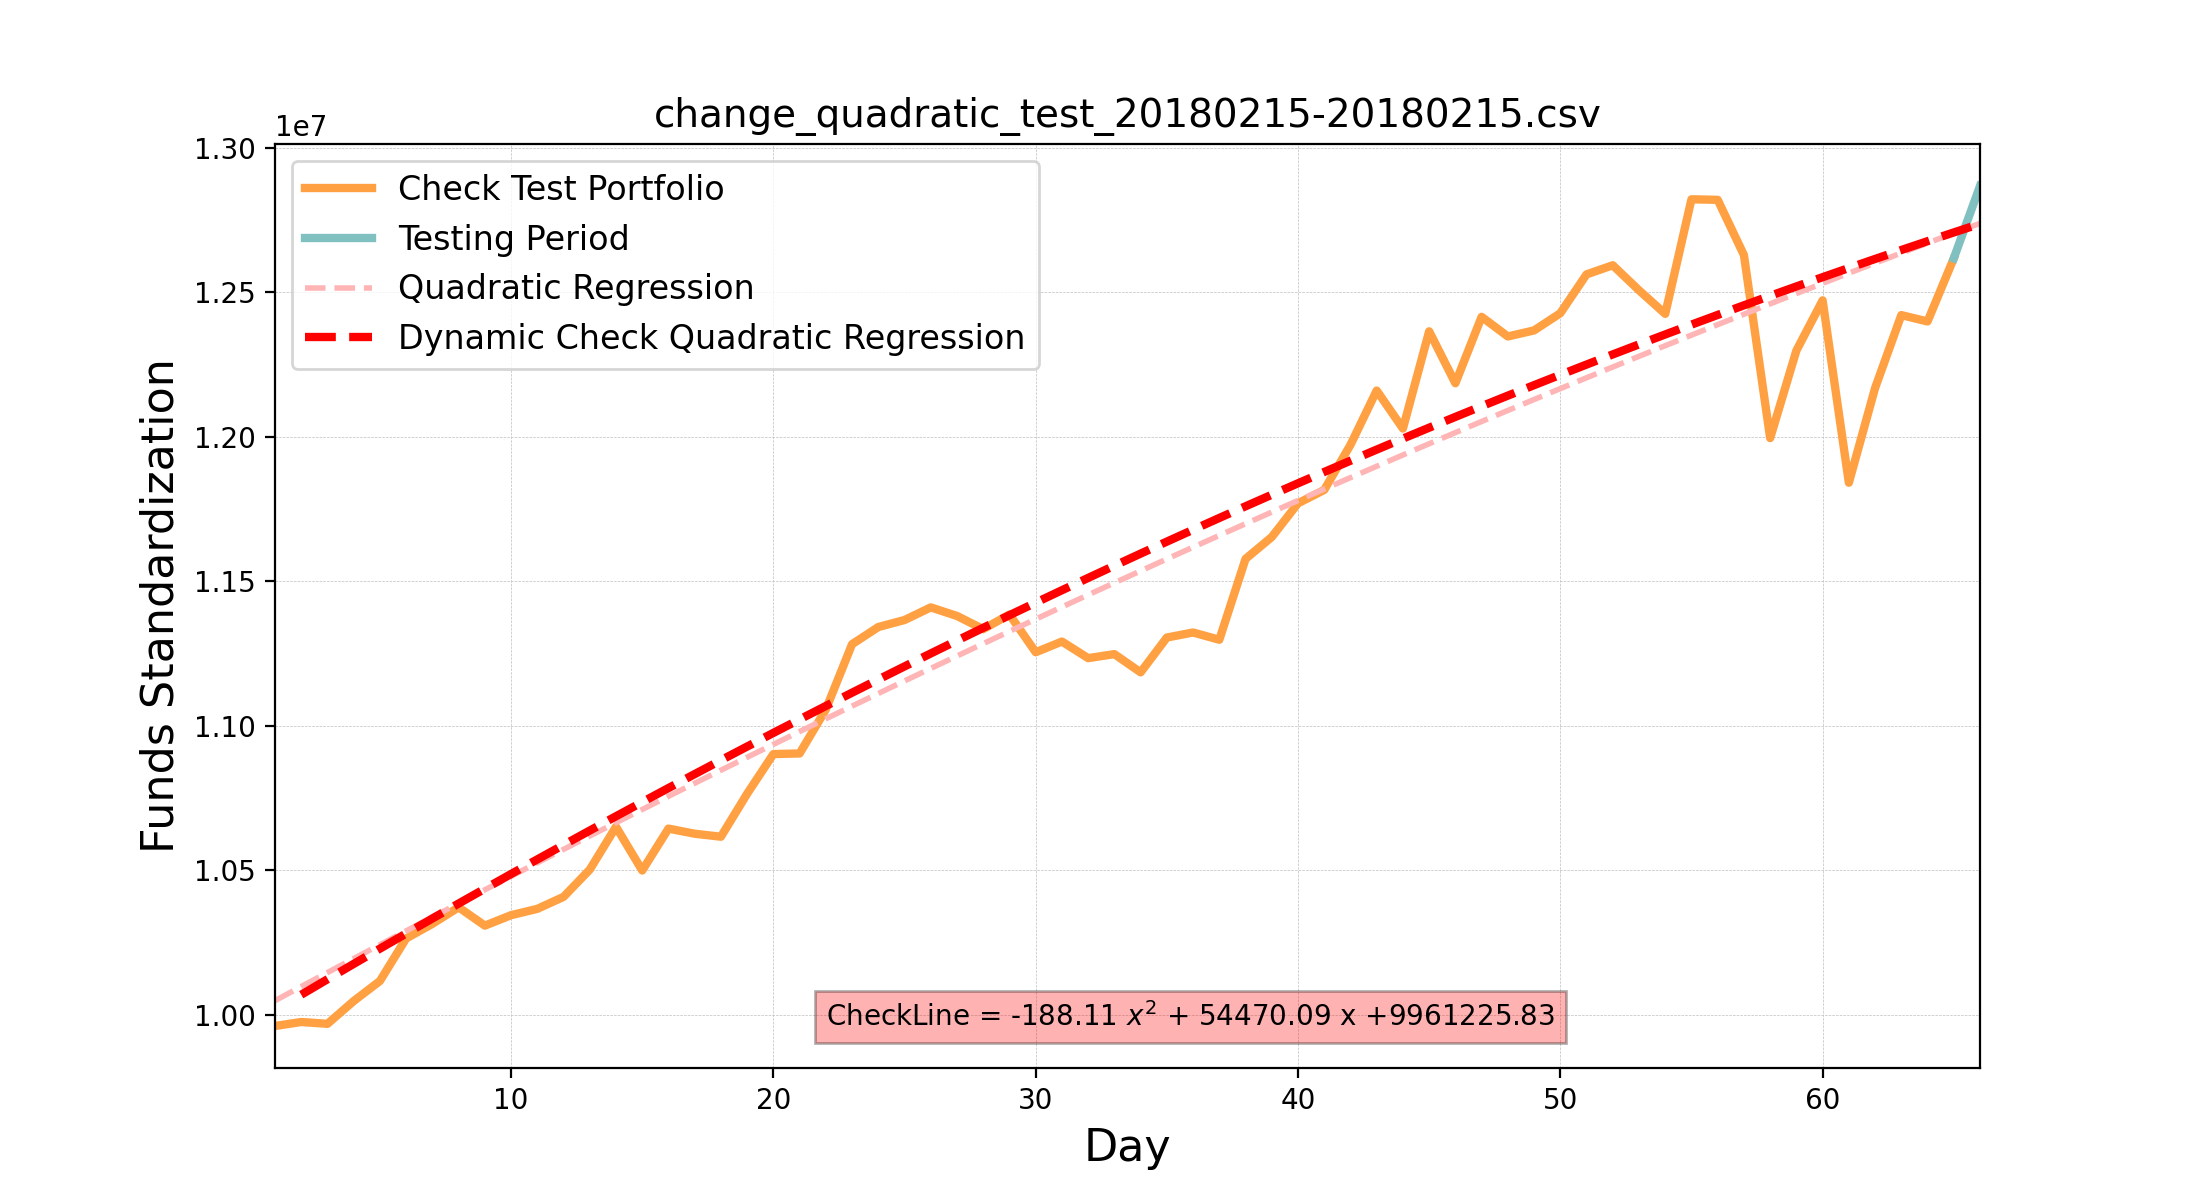 change_quadratic_test_20180215-20180215.csv
1e7
1.30
1.25
1.20
1.15
1.10
1.05
1.00
Funds Standardization
Check Test Portfolio
Testing Period
Quadratic Regression
Dynamic Check Quadratic Regression
CheckLine = -188.11 x² + 54470.09 x +9961225.83
10 20 30 40 50 60
Day